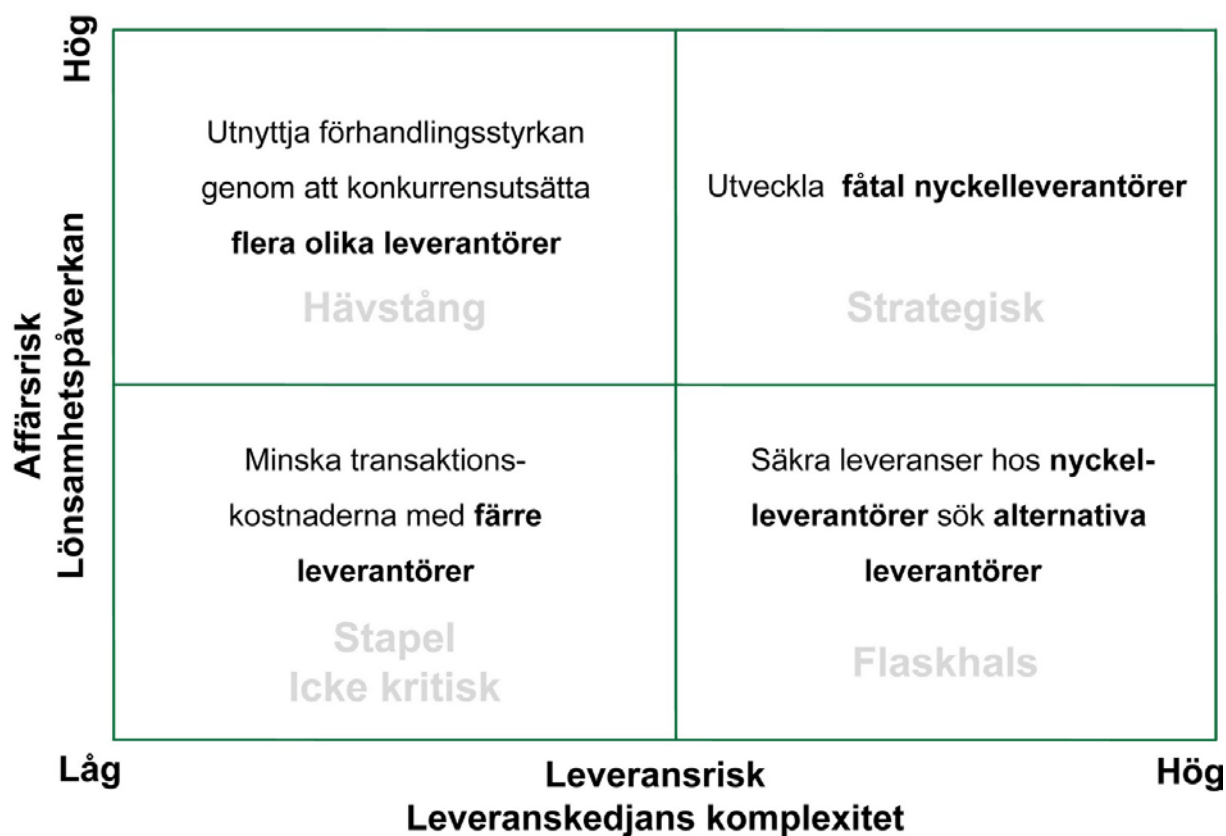 Hög
Affärsrisk
Lönsamhetspåverkan
Utnyttja förhandlingsstyrkan
genom att konkurrensutsätta
flera olika leverantörer
Hävstång
Utveckla fåtal nyckelleverantörer
Strategisk
Minska transaktions-
kostnaderna med färre
leverantörer
Stapel
Icke kritisk
Säkra leveranser hos nyckel-
leverantörer sök alternativa
leverantörer
Flaskhals
Låg
Leveransrisk
Leveranskedjans komplexitet
Hög